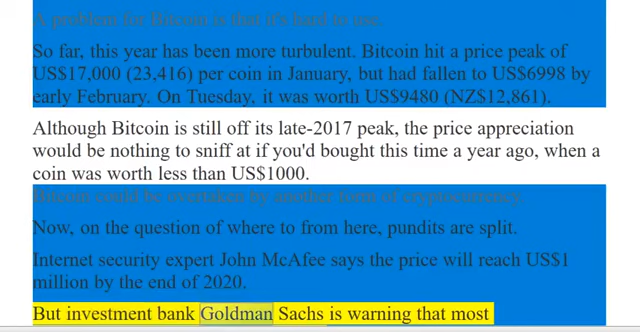 A problem for Bitcoin is that it's hard to use.
So far, this year has been more turbulent. Bitcoin hit a price peak of
US$17,000 (23,416) per coin in January, but had fallen to US$6998 by
early February. On Tuesday, it was worth US$9480 (NZ$12,861).
Although Bitcoin is still off its late-2017 peak, the price appreciation
would be nothing to sniff at if you'd bought this time a year ago, when a
coin was worth less than US$1000.
Bitcoin could be overtaken by another form of cryptocurrency
Now, on the question of where to from here, pundits are split.
Internet security expert John McAfee says the price will reach US$1
million by the end of 2020.
But investment bank Goldman Sachs is warning that most